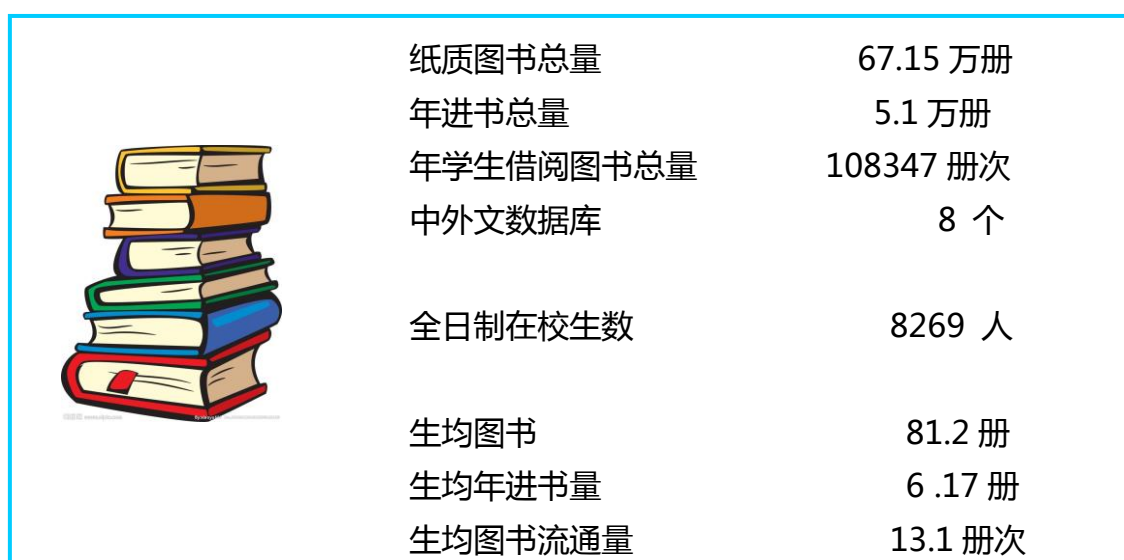 纸质图书总量 67.15 万册
年进书总量 5.1 万册
年学生借阅图书总量 108347 册次
中外文数据库 8 个
全日制在校生数 8269 人
生均图书 81.2 册
生均年进书量 6 .17 册
生均图书流通量 13.1 册次